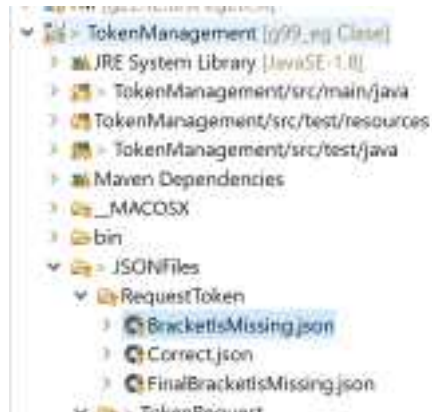 TokenManagement
JRE System Library [JavaSE-1.8]
> TokenManagement/src/main/java
TokenManagement/src/test/resources
> TokenManagement/src/test/java
Maven Dependencies
__MACOSX
bin
> JSONFiles
RequestToken
BracketIsMissing.json
Correct.json
FinalBracketIsMissing.json
> TokenRequest